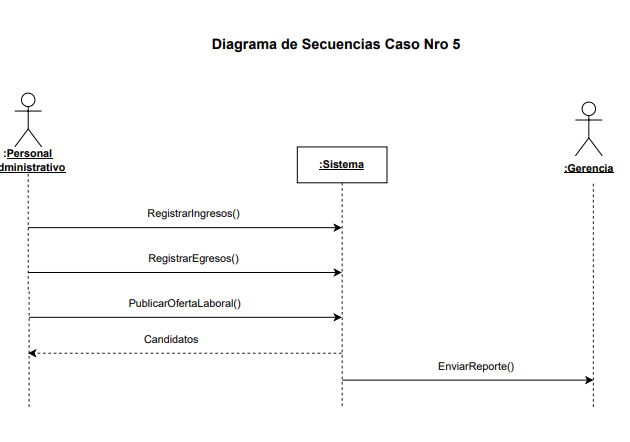 Diagrama de Secuencias Caso Nro 5
:Personal
dministrativo
:Sistema
:Gerencia
RegistrarIngresos()
RegistrarEgresos()
PublicarOfertaLaboral()
Candidatos
EnviarReporte()